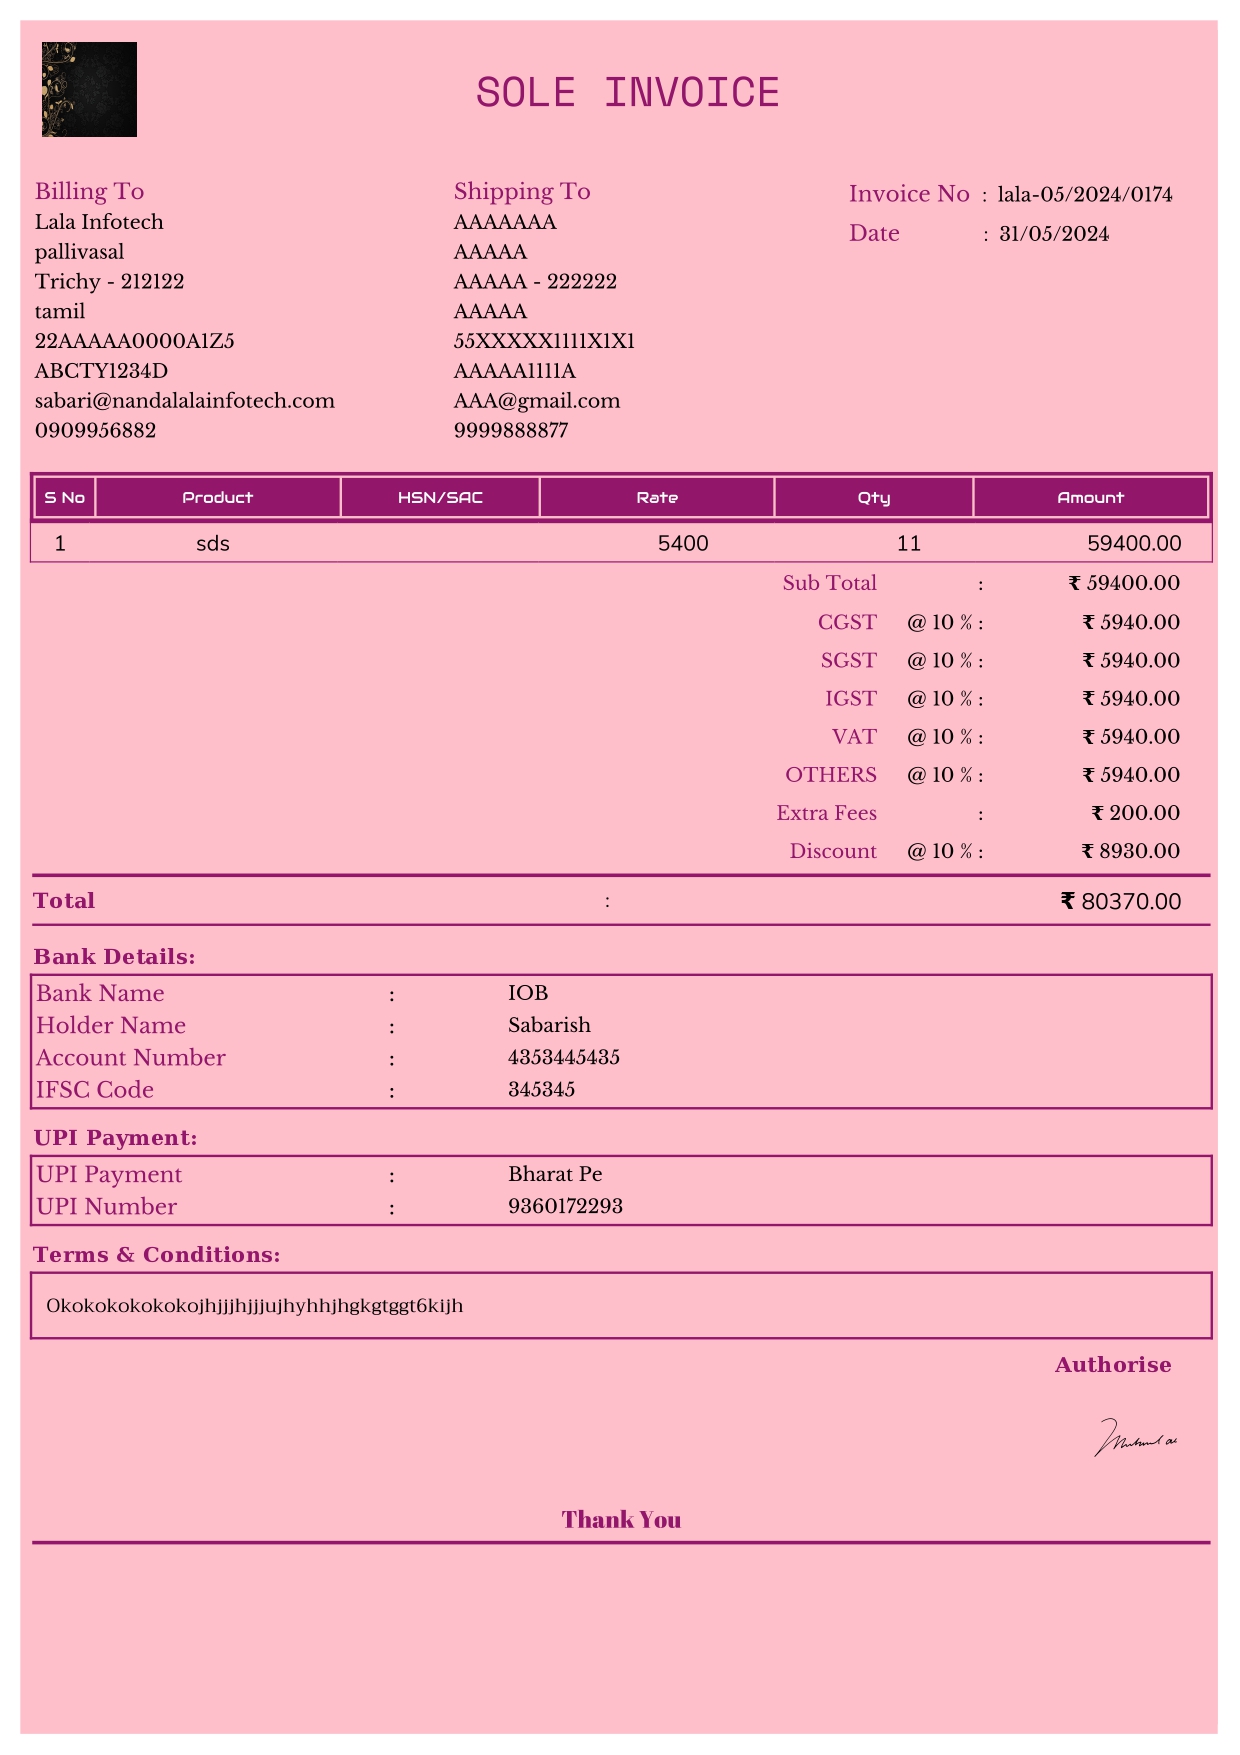 SOLE INVOICE
Billing To
Lala Infotech
pallivasal
Trichy - 212122
tamil
22AAAAA0000A1Z5
ABCTY1234D
sabari@nandalalainfotech.com
0909956882
Shipping To
AAAAAAA
AAAAA
AAAAA - 222222
AAAAA
55XXXXX1111X1X1
AAAAA1111A
AAA@gmail.com
9999888877
Invoice No : lala-05/2024/0174
Date : 31/05/2024
S No Product HSN/SAC Rate Qty Amount
1 sds 5400 11 59400.00
Sub Total : ₹ 59400.00
CGST @ 10 % : ₹ 5940.00
SGST @ 10 % : ₹ 5940.00
IGST @ 10 % : ₹ 5940.00
VAT @ 10 % : ₹ 5940.00
OTHERS @ 10 % : ₹ 5940.00
Extra Fees : ₹ 200.00
Discount @ 10 % : ₹ 8930.00
Total : ₹ 80370.00
Bank Details:
Bank Name : IOB
Holder Name : Sabarish
Account Number : 4353445435
IFSC Code : 345345
UPI Payment:
UPI Payment : Bharat Pe
UPI Number : 9360172293
Terms & Conditions:
Okokokokokokojhjjjhjjjujhyhhjhgkgtggt6kijh
Authorise
Thank You